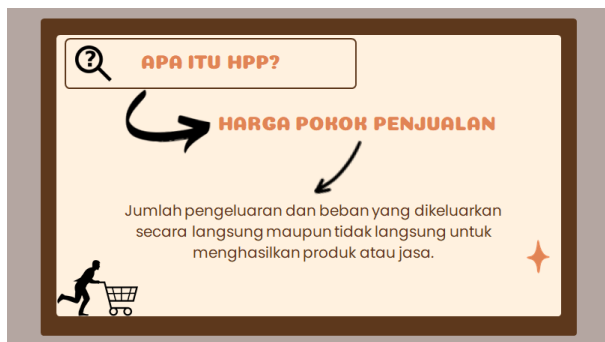 ?
APA ITU HPP?
HARGA POKOK PENJUALAN
Jumlah pengeluaran dan beban yang dikeluarkan
secara langsung maupun tidak langsung untuk
menghasilkan produk atau jasa.